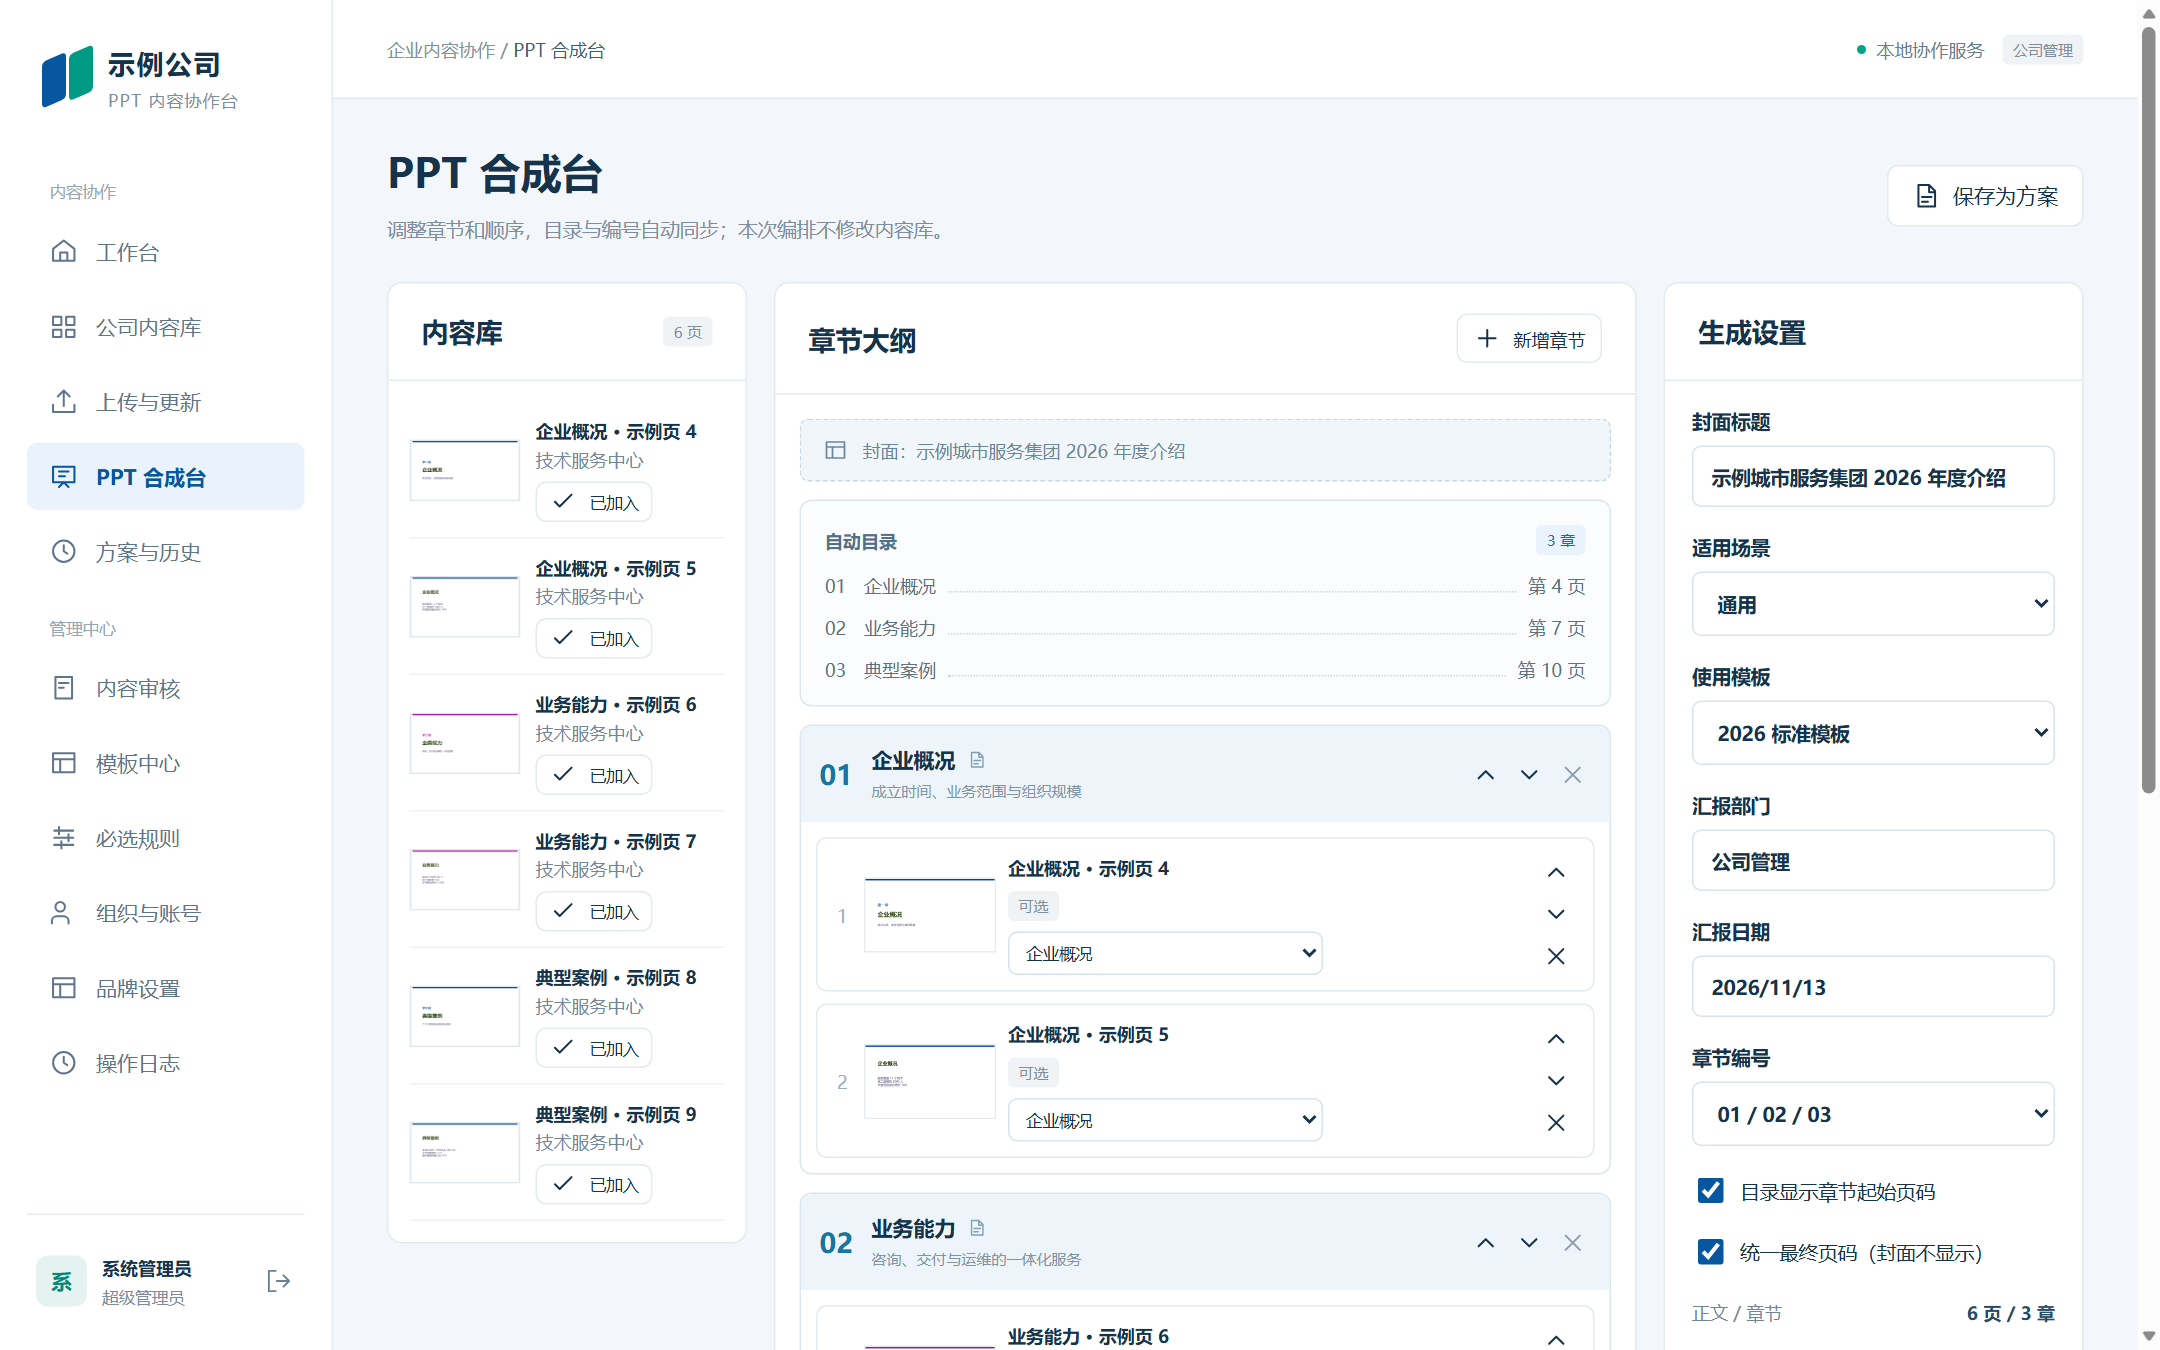 示例公司
PPT 内容协作台
内容协作
工作台
公司内容库
上传与更新
PPT 合成台
方案与历史
管理中心
内容审核
模板中心
必选规则
组织与账号
品牌设置
操作日志
系
系统管理员
超级管理员
企业内容协作 / PPT 合成台
本地协作服务
公司管理
PPT 合成台
调整章节和顺序，目录与编号自动同步；本次编排不修改内容库。
保存为方案
内容库
6 页
企业概况 • 示例页 4
技术服务中心
已加入
企业概况 • 示例页 5
技术服务中心
已加入
业务能力 • 示例页 6
技术服务中心
已加入
业务能力 • 示例页 7
技术服务中心
已加入
典型案例 • 示例页 8
技术服务中心
已加入
典型案例 • 示例页 9
技术服务中心
已加入
章节大纲
新增章节
封面：示例城市服务集团 2026 年度介绍
自动目录
3 章
01 企业概况 第 4 页
02 业务能力 第 7 页
03 典型案例 第 10 页
01 企业概况
成立时间、业务范围与组织规模
1
企业概况 • 示例页 4
可选
企业概况
2
企业概况 • 示例页 5
可选
企业概况
02 业务能力
咨询、交付与运维的一体化服务
业务能力 • 示例页 6
生成设置
封面标题
示例城市服务集团 2026 年度介绍
适用场景
通用
使用模板
2026 标准模板
汇报部门
公司管理
汇报日期
2026/11/13
章节编号
01 / 02 / 03
目录显示章节起始页码
统一最终页码（封面不显示）
正文 / 章节
6 页 / 3 章